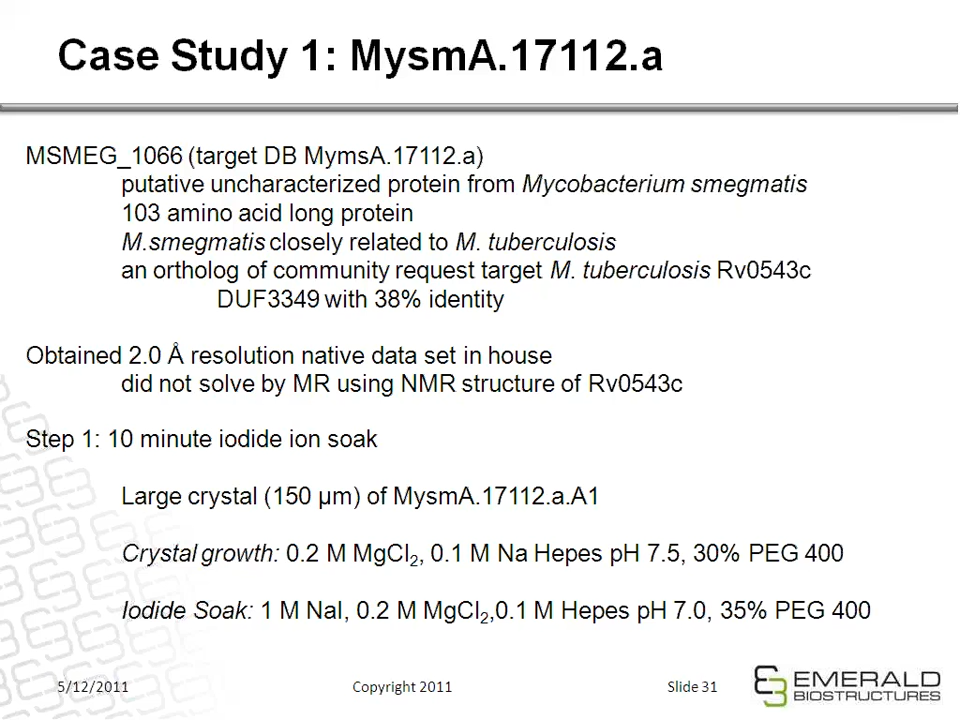 Case Study 1: MysmA.17112.a
MSMEG_1066 (target DB MymsA.17112.a)
putative uncharacterized protein from Mycobacterium smegmatis
103 amino acid long protein
M.smegmatis closely related to M. tuberculosis
an ortholog of community request target M. tuberculosis Rv0543c
DUF3349 with 38% identity
Obtained 2.0 Å resolution native data set in house
did not solve by MR using NMR structure of Rv0543c
Step 1: 10 minute iodide ion soak
Large crystal (150 µm) of MysmA.17112.a.A1
Crystal growth: 0.2 M MgCl₂, 0.1 M Na Hepes pH 7.5, 30% PEG 400
Iodide Soak: 1 M NaI, 0.2 M MgCl₂,0.1 M Hepes pH 7.0, 35% PEG 400
5/12/2011 Copyright 2011 Slide 31
EMERALD
BIOSTRUCTURES